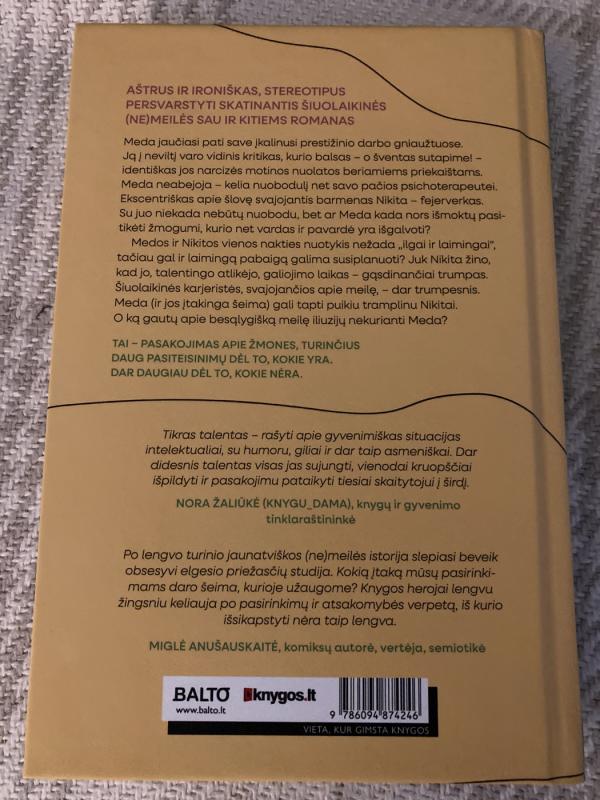 AŠTRUS IR IRONIŠKAS, STEREOTIPUS
PERSVARSTYTI SKATINANTIS ŠIUOLAIKINĖS
(NE)MEILĖS SAU IR KITIEMS ROMANAS
Meda jaučiasi pati save įkalinusi prestižinio darbo gniaužtuose.
Ją į neviltį varo vidinis kritikas, kurio balsas – o šventas sutapime! –
identiškas jos narcizės motinos nuolatos beriamiems priekaištams.
Meda neabejoja – kelia nuobodulį net savo pačios psichoterapeutei.
Ekscentriškas apie šlovę svajojantis barmenas Nikita – fejerverkas.
Su juo niekada nebūtų nuobodu, bet ar Meda kada nors išmoktų pasi-
tikėti žmogumi, kurio net vardas ir pavardė yra išgalvoti?
Medos ir Nikitos vienos nakties nuotykis nežada „ilgai ir laimingai",
tačiau gal ir laimingą pabaigą galima susiplanuoti? Juk Nikita žino,
kad jo, talentingo atlikėjo, galiojimo laikas – gąsdinančiai trumpas.
Šiuolaikinės karjeristės, svajojančios apie meilę, – dar trumpesnis.
Meda (ir jos įtakinga šeima) gali tapti puikiu tramplinu Nikitai.
O ką gautų apie besąlygišką meilę iliuzijų nekurianti Meda?
TAI – PASAKOJIMAS APIE ŽMONES, TURINČIUS
DAUG PASITEISINIMŲ DĖL TO, KOKIE YRA.
DAR DAUGIAU DĖL TO, KOKIE NĖRA.
Tikras talentas – rašyti apie gyvenimiškas situacijas
intelektualiai, su humoru, giliai ir dar taip asmeniškai. Dar
didesnis talentas visas jas sujungti, vienodai kruopščiai
išpildyti ir pasakojimu pataikyti tiesiai skaitytojui į širdį.
NORA ŽALIŪKĖ (KNYGU_DAMA), knygų ir gyvenimo
tinklaraštininkė
Po lengvo turinio jaunatviškos (ne)meilės istorija slepiasi beveik
obsesyvi elgesio priežasčių studija. Kokią įtaką mūsų pasirinki-
mams daro šeima, kurioje užaugome? Knygos herojai lengvu
žingsniu keliauja po pasirinkimų ir atsakomybės verpetą, iš kurio
išsikapstyti nėra taip lengva.
MIGLĖ ANUŠAUSKAITĖ, komiksų autorė, vertėja, semiotikė
BALTO knygos.lt
www.balto.lt
9 786094 874246
VIETA, KUR GIMSTA KNYGOS